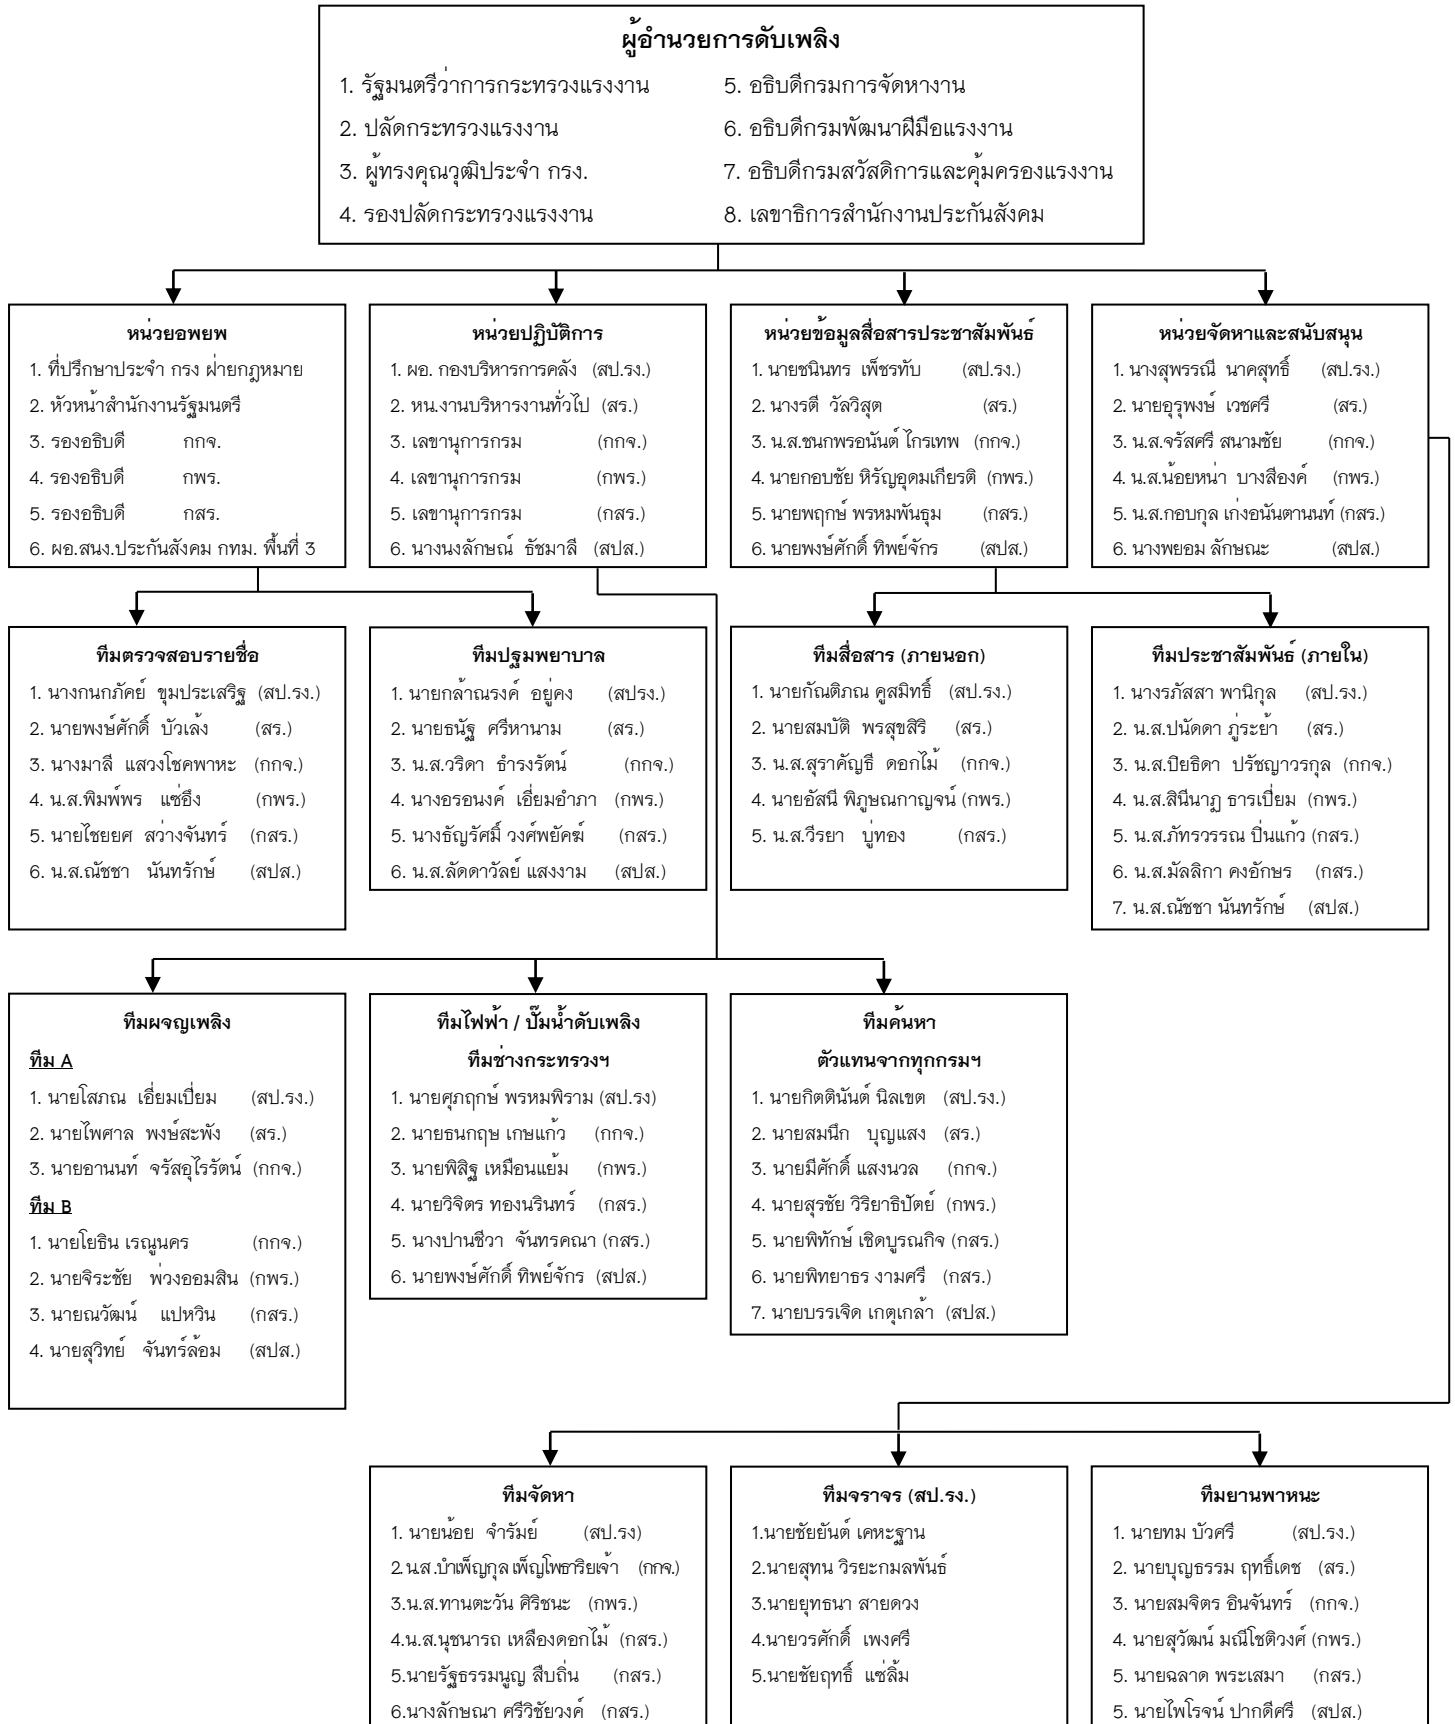 ผู้อำนวยการดับเพลิง
1. รัฐมนตรีว่าการกระทรวงแรงงาน
2. ปลัดกระทรวงแรงงาน
3. ผู้ทรงคุณวุฒิประจำ กรง.
4. รองปลัดกระทรวงแรงงาน
5. อธิบดีกรมการจัดหางาน
6. อธิบดีกรมพัฒนาฝีมือแรงงาน
7. อธิบดีกรมสวัสดิการและคุ้มครองแรงงาน
8. เลขาธิการสำนักงานประกันสังคม
หน่วยอพยพ
1. ที่ปรึกษาประจำ กรง ฝ่ายกฎหมาย
2. หัวหน้าสำนักงานรัฐมนตรี
3. รองอธิบดี กกจ.
4. รองอธิบดี กพร.
5. รองอธิบดี กสร.
6. ผอ.สนง.ประกันสังคม กทม. พื้นที่ 3
หน่วยปฏิบัติการ
1. ผอ. กองบริหารการคลัง (สป.รง.)
2. หน.งานบริหารงานทั่วไป (สร.)
3. เลขานุการกรม (กกจ.)
4. เลขานุการกรม (กพร.)
5. เลขานุการกรม (กสร.)
6. นางนงลักษณ์ ธัชมาลี (สปส.)
หน่วยข้อมูลสื่อสารประชาสัมพันธ์
1. นายชนินทร เพ็ชรทับ (สป.รง.)
2. นางรตี วัลวิสุต (สร.)
3. น.ส.ชนกพรอนันต์ ไกรเทพ (กกจ.)
4. นายกอบชัย หิรัญอุดมเกียรติ (กพร.)
5. นายพฤกษ์ พรหมพันธุม (กสร.)
6. นายพงษ์ศักดิ์ ทิพย์จักร (สปส.)
หน่วยจัดหาและสนับสนุน
1. นางสุพรรณี นาคสุทธิ์ (สป.รง.)
2. นายอุรุพงษ์ เวชศรี (สร.)
3. น.ส.จรัสศรี สนามชัย (กกจ.)
4. น.ส.น้อยหน่า บางสีองค์ (กพร.)
5. น.ส.กอบกุล เก่งอนันตานนท์ (กสร.)
6. นางพยอม ลักษณะ (สปส.)
ทีมตรวจสอบรายชื่อ
1. นางกนกภัคย์ ขุมประเสริฐ (สป.รง.)
2. นายพงษ์ศักดิ์ บัวเล้ง (สร.)
3. นางมาลี แสวงโชคพาหะ (กกจ.)
4. น.ส.พิมพ์พร แซ่อึง (กพร.)
5. นายไชยยศ สว่างจันทร์ (กสร.)
6. น.ส.ณัชชา นันทรักษ์ (สปส.)
ทีมปฐมพยาบาล
1. นายกล้าณรงค์ อยู่คง (สปรง.)
2. นายธนัฐ ศรีหานาม (สร.)
3. น.ส.วริดา ธำรงรัตน์ (กกจ.)
4. นางอรอนงค์ เอี่ยมอำภา (กพร.)
5. นางธัญรัศมิ์ วงศ์พยัคฆ์ (กสร.)
6. น.ส.ลัดดาวัลย์ แสงงาม (สปส.)
ทีมสื่อสาร (ภายนอก)
1. นายกัณติภณ คูสมิทธิ์ (สป.รง.)
2. นายสมบัติ พรสุขสิริ (สร.)
3. น.ส.สุราคัญธี ดอกไม้ (กกจ.)
4. นายอัสนี พิภูษณกาญจน์ (กพร.)
5. น.ส.วีรยา บู่ทอง (กสร.)
ทีมประชาสัมพันธ์ (ภายใน)
1. นางรภัสสา พานิกุล (สป.รง.)
2. น.ส.ปนัดดา ภู่ระย้า (สร.)
3. น.ส.ปิยธิดา ปรัชญาวรกุล (กกจ.)
4. น.ส.สินีนาฏ ธารเปี่ยม (กพร.)
5. น.ส.ภัทรวรรณ ปิ่นแก้ว (กสร.)
6. น.ส.มัลลิกา คงอักษร (กสร.)
7. น.ส.ณัชชา นันทรักษ์ (สปส.)
ทีมผจญเพลิง
ทีม A
1. นายโสภณ เอี่ยมเปี่ยม (สป.รง.)
2. นายไพศาล พงษ์สะพัง (สร.)
3. นายอานนท์ จรัสอุไรรัตน์ (กกจ.)
ทีม B
1. นายโยธิน เรณูนคร (กกจ.)
2. นายจิระชัย พ่วงออมสิน (กพร.)
3. นายณวัฒน์ แปหวิน (กสร.)
4. นายสุวิทย์ จันทร์ล้อม (สปส.)
ทีมไฟฟ้า / ปั๊มน้ำดับเพลิง
ทีมช่างกระทรวงฯ
1. นายศุภฤกษ์ พรหมพิราม (สป.รง)
2. นายธนกฤษ เกษแก้ว (กกจ.)
3. นายพิสิฐ เหมือนแย้ม (กพร.)
4. นายวิจิตร ทองนรินทร์ (กสร.)
5. นางปานชีวา จันทรคณา (กสร.)
6. นายพงษ์ศักดิ์ ทิพย์จักร (สปส.)
ทีมค้นหา
ตัวแทนจากทุกกรมฯ
1. นายกิตตินันต์ นิลเขต (สป.รง.)
2. นายสมนึก บุญแสง (สร.)
3. นายมีศักดิ์ แสงนวล (กกจ.)
4. นายสุรชัย วิริยาธิปัตย์ (กพร.)
5. นายพิทักษ์ เชิดบูรณกิจ (กสร.)
6. นายพิทยาธร งามศรี (กสร.)
7. นายบรรเจิด เกตุเกล้า (สปส.)
ทีมจัดหา
1. นายน้อย จำรัมย์ (สป.รง)
2.น.ส.บำเพ็ญกุล เพ็ญโพธาริยเจ้า (กกจ.)
3.น.ส.ทานตะวัน ศิริชนะ (กพร.)
4.น.ส.นุชนารถ เหลืองดอกไม้ (กสร.)
5.นายรัฐธรรมนูญ สืบถิ่น (กสร.)
6.นางลักษณา ศรีวิชัยวงค์ (กสร.)
ทีมจราจร (สป.รง.)
1.นายชัยยันต์ เคหะฐาน
2.นายสุทน วิรยะกมลพันธ์
3.นายยุทธนา สายดวง
4.นายวรศักดิ์ เพงศรี
5.นายชัยฤทธิ์ แซ่ลิ้ม
ทีมยานพาหนะ
1. นายทม บัวศรี (สป.รง.)
2. นายบุญธรรม ฤทธิ์เดช (สร.)
3. นายสมจิตร อินจันทร์ (กกจ.)
4. นายสุวัฒน์ มณีโชติวงศ์ (กพร.)
5. นายฉลาด พระเสมา (กสร.)
5. นายไพโรจน์ ปากดีศรี (สปส.)